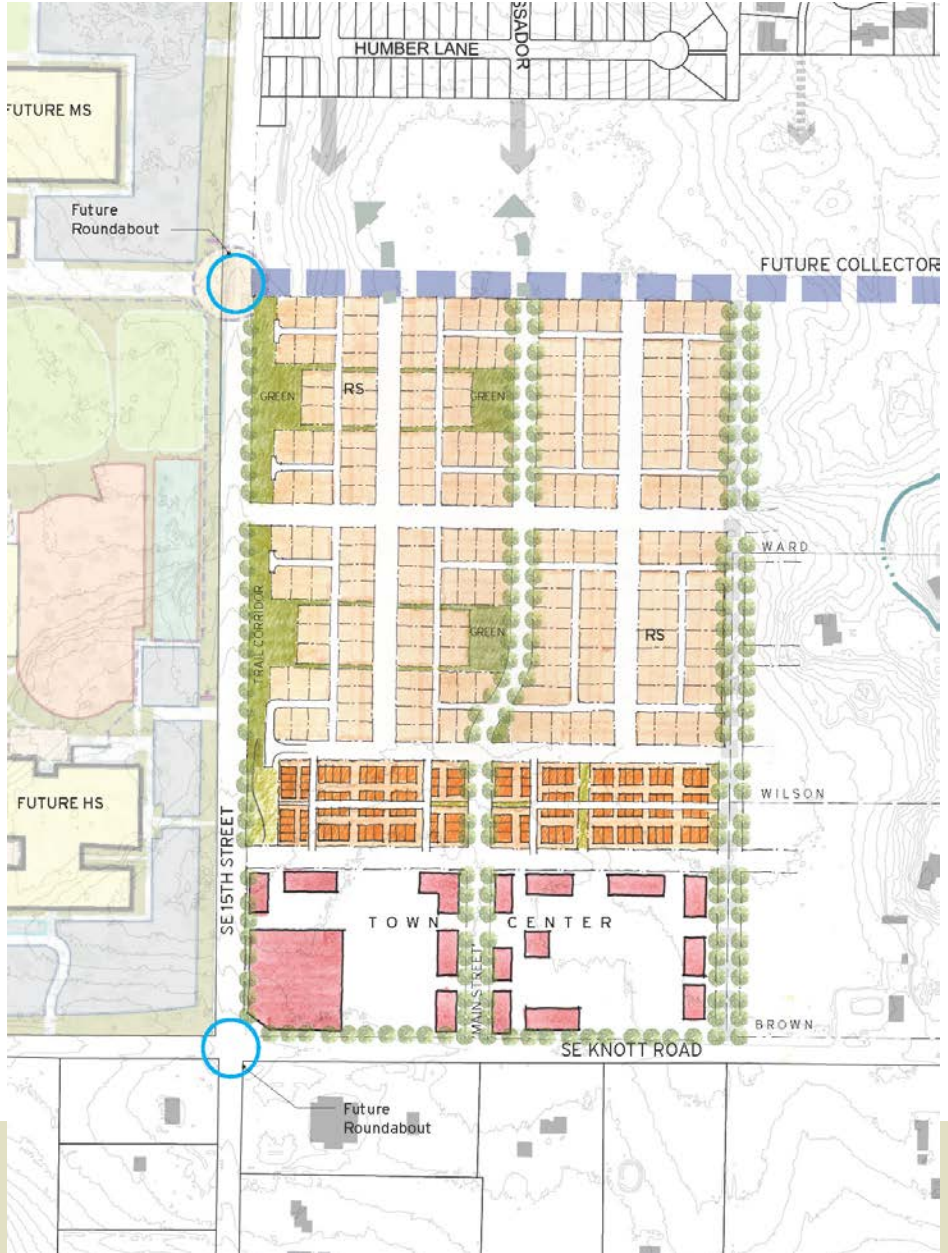 SSADOR
HUMBER LANE
FUTURE MS
Future
Roundabout
FUTURE COLLECTOR
GREEN
RS
GREEN
WARD
TRAIL CORRIDOR
GREEN
RS
WILSON
FUTURE HS
SE 15TH STREET
TOWN CENTER
MAIN STREET
BROWN
SE KNOTT ROAD
Future
Roundabout